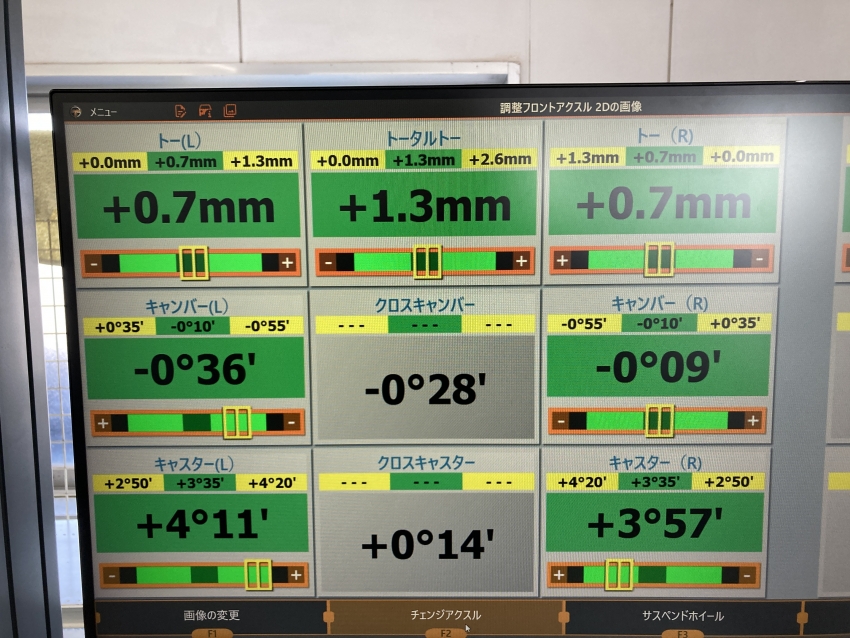 メニュー
調整フロントアクスル 2Dの画像
トー(L)
+0.0mm +0.7mm +1.3mm
+0.7mm
- +
トータルトー
+0.0mm +1.3mm +2.6mm
+1.3mm
- +
トー（R)
+1.3mm +0.7mm +0.0mm
+0.7mm
+ -
キャンバー(L)
+0°35' -0°10' -0°55'
-0°36'
+ -
クロスキャンバー
--- --- ---
-0°28'
キャンバー（R)
-0°55' -0°10' +0°35'
-0°09'
- +
キャスター(L)
+2°50' +3°35' +4°20'
+4°11'
- +
クロスキャスター
--- --- ---
+0°14'
キャスター（R)
+4°20' +3°35' +2°50'
+3°57'
+ -
画像の変更
F1
チェンジアクスル
F2
サスペンドホイール
F3